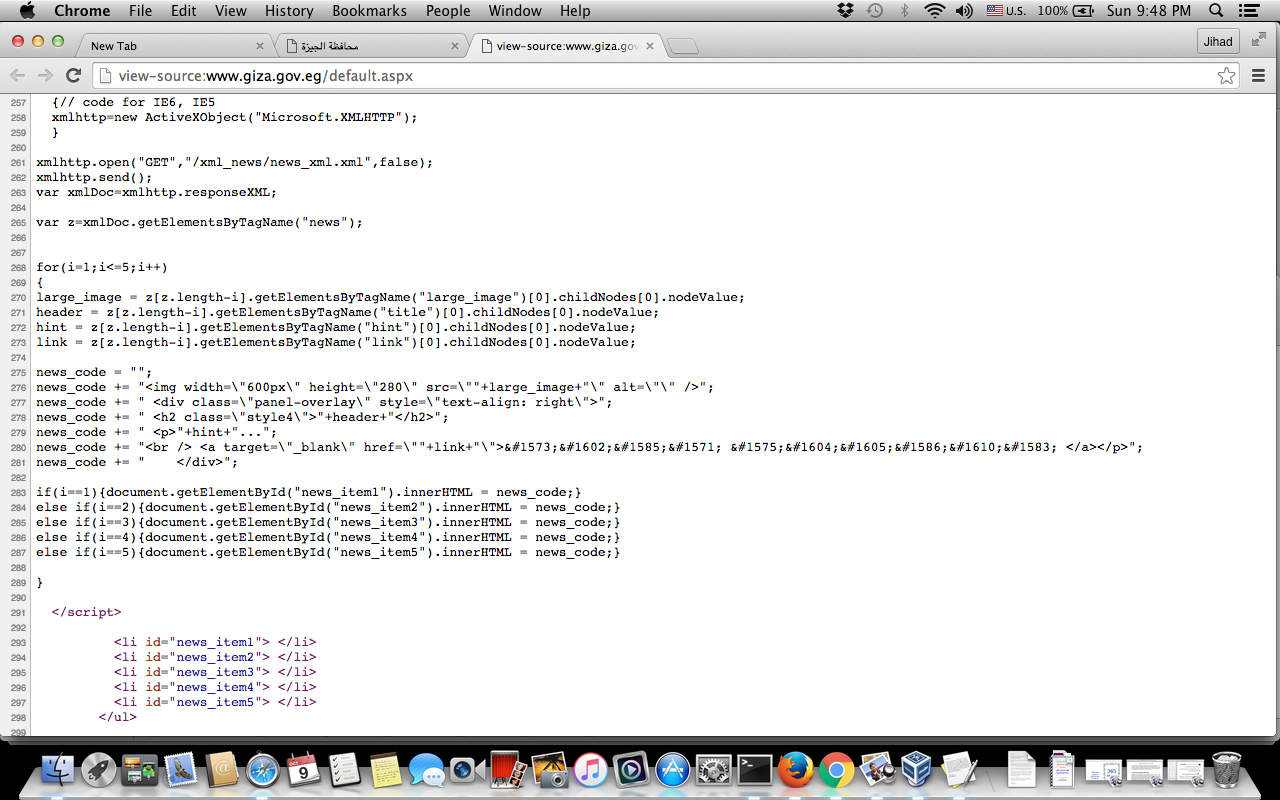 Chrome File Edit View History Bookmarks People Window Help U.S. 100% Sun 9:48 PM
New Tab محافظة الجيزة view-source:www.giza.gov Jihad
view-source:www.giza.gov.eg/default.aspx
257 {// code for IE6, IE5
258 xmlhttp=new ActiveXObject("Microsoft.XMLHTTP");
259 }
260
261 xmlhttp.open("GET","/xml_news/news_xml.xml",false);
262 xmlhttp.send();
263 var xmlDoc=xmlhttp.responseXML;
264
265 var z=xmlDoc.getElementsByTagName("news");
266
267
268 for(i=1;i<=5;i++)
269 {
270 large_image = z[z.length-i].getElementsByTagName("large_image")[0].childNodes[0].nodeValue;
271 header = z[z.length-i].getElementsByTagName("title")[0].childNodes[0].nodeValue;
272 hint = z[z.length-i].getElementsByTagName("hint")[0].childNodes[0].nodeValue;
273 link = z[z.length-i].getElementsByTagName("link")[0].childNodes[0].nodeValue;
274
275 news_code = "";
276 news_code += "<img width=\"600px\" height=\"280\" src=\""+large_image+"\" alt=\"\" />";
277 news_code += " <div class=\"panel-overlay\" style=\"text-align: right\">";
278 news_code += " <h2 class=\"style4\">"+header+"</h2>";
279 news_code += " <p>"+hint+"...";
280 news_code += "<br /> <a target=\"_blank\" href=\""+link+"\">&#1573;&#1602;&#1585;&#1571; &#1575;&#1604;&#1605;&#1586;&#1610;&#1583; </a></p>";
281 news_code += " </div>";
282
283 if(i==1){document.getElementById("news_item1").innerHTML = news_code;}
284 else if(i==2){document.getElementById("news_item2").innerHTML = news_code;}
285 else if(i==3){document.getElementById("news_item3").innerHTML = news_code;}
286 else if(i==4){document.getElementById("news_item4").innerHTML = news_code;}
287 else if(i==5){document.getElementById("news_item5").innerHTML = news_code;}
288
289 }
290
291 </script>
292
293 <li id="news_item1"> </li>
294 <li id="news_item2"> </li>
295 <li id="news_item3"> </li>
296 <li id="news_item4"> </li>
297 <li id="news_item5"> </li>
298 </ul>
299
OCT
9
365